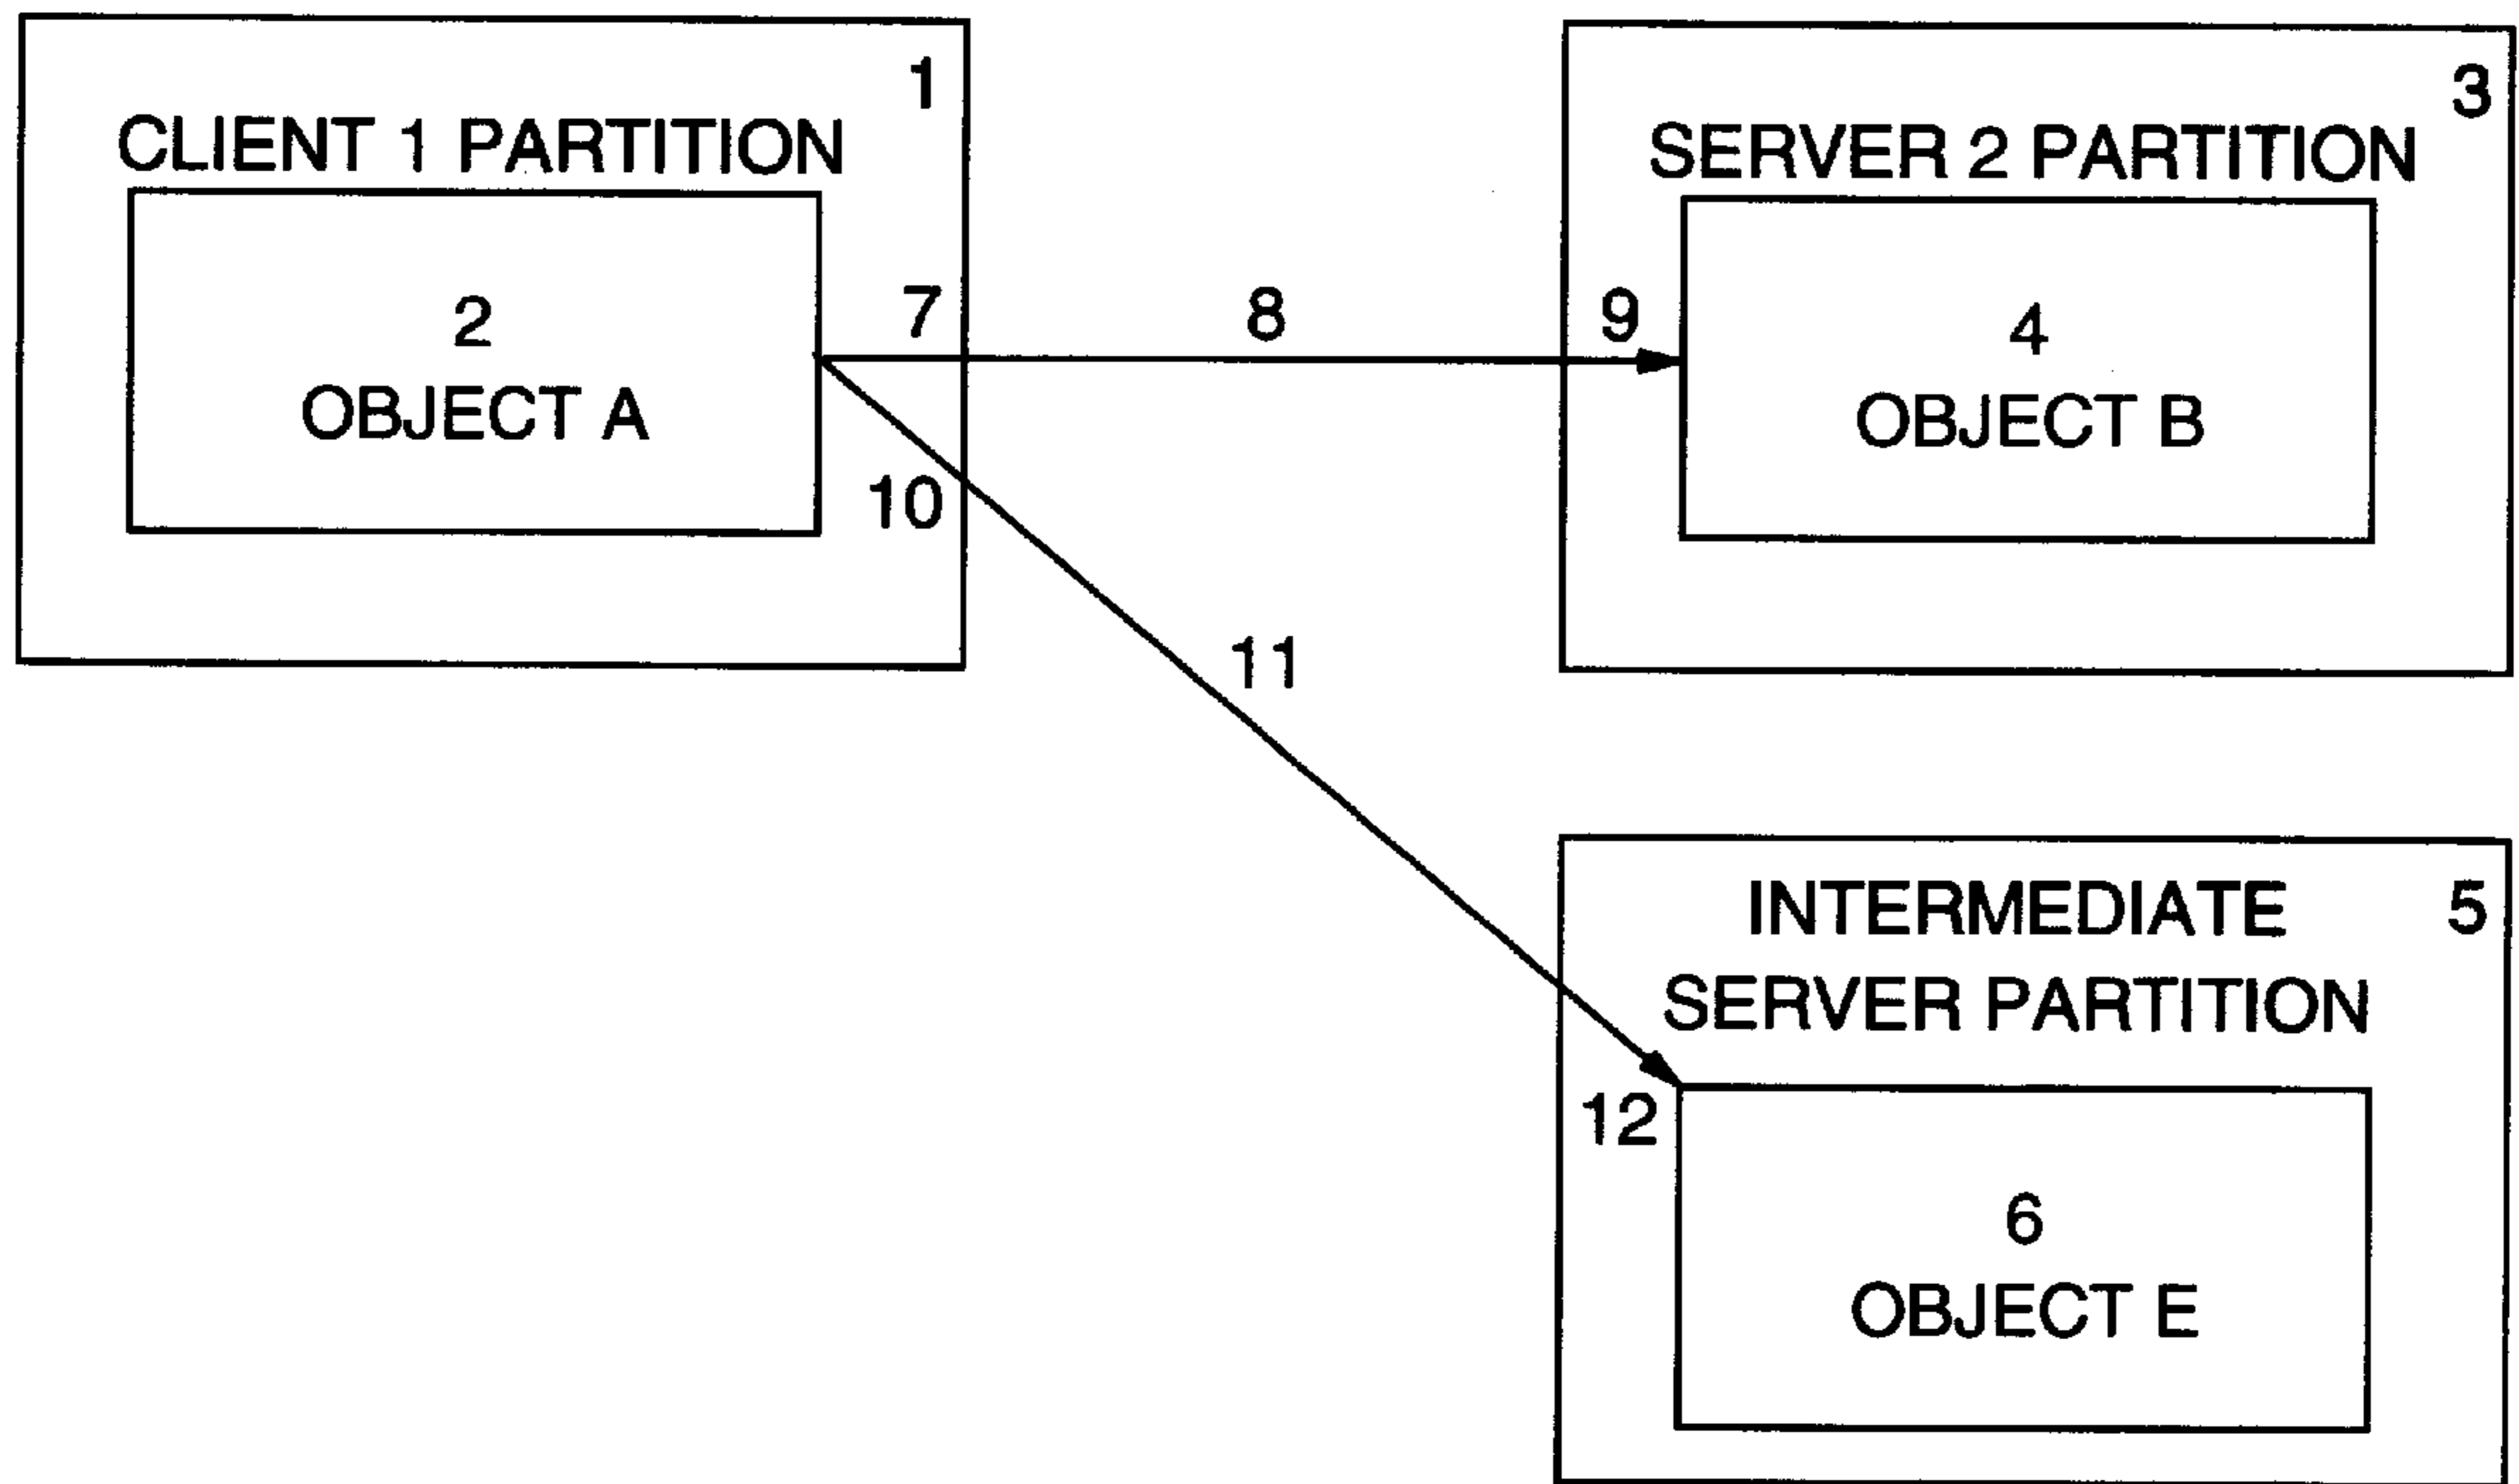 1
CLIENT 1 PARTITION
2
OBJECT A
7
10
8
11
3
SERVER 2 PARTITION
9
4
OBJECT B
INTERMEDIATE 5
SERVER PARTITION
12
6
OBJECT E